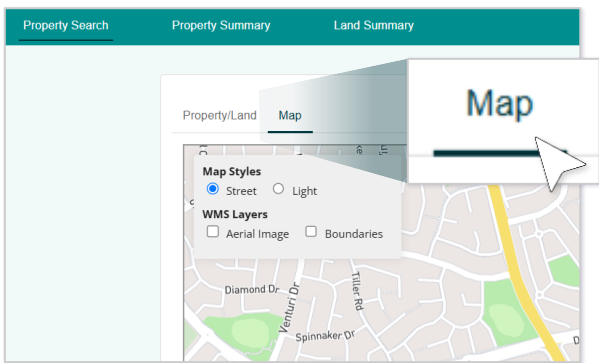 Property Search Property Summary Land Summary
Property/Land Map
Map
Map Styles
Street Light
WMS Layers
Aerial Image Boundaries
Diamond Dr
Venturi Dr
Tiller Rd
Spinnaker Dr